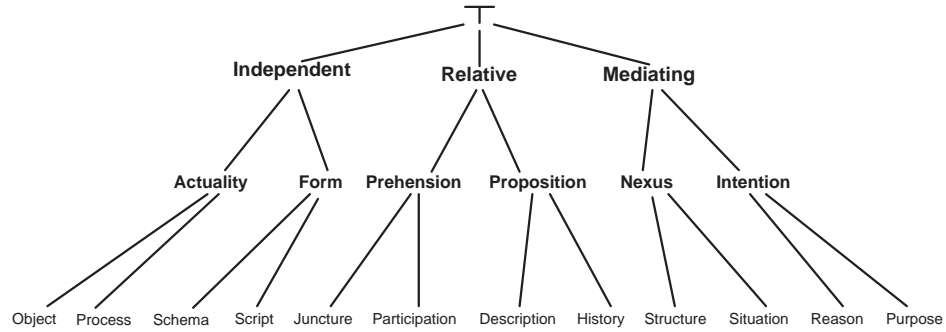 T
Independent Relative Mediating
Actuality Form Prehension Proposition Nexus Intention
Object Process Schema Script Juncture Participation Description History Structure Situation Reason Purpose